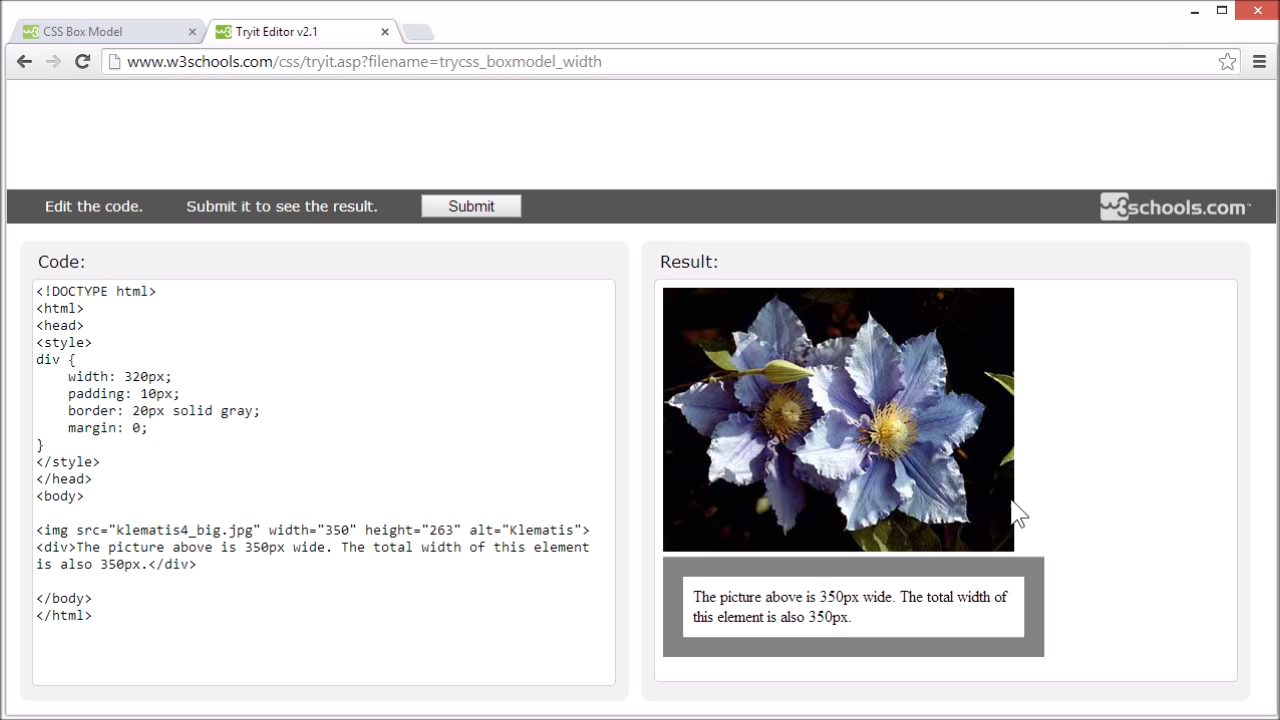 CSS Box Model
Tryit Editor v2.1
www.w3schools.com/css/tryit.asp?filename=trycss_boxmodel_width
Edit the code.
Submit it to see the result.
Submit
w3schools.com
Code:
<!DOCTYPE html>
<html>
<head>
<style>
div {
    width: 320px;
    padding: 10px;
    border: 20px solid gray;
    margin: 0;
}
</style>
</head>
<body>
<img src="klematis4_big.jpg" width="350" height="263" alt="Klematis">
<div>The picture above is 350px wide. The total width of this element
is also 350px.</div>
</body>
</html>
Result:
The picture above is 350px wide. The total width of
this element is also 350px.